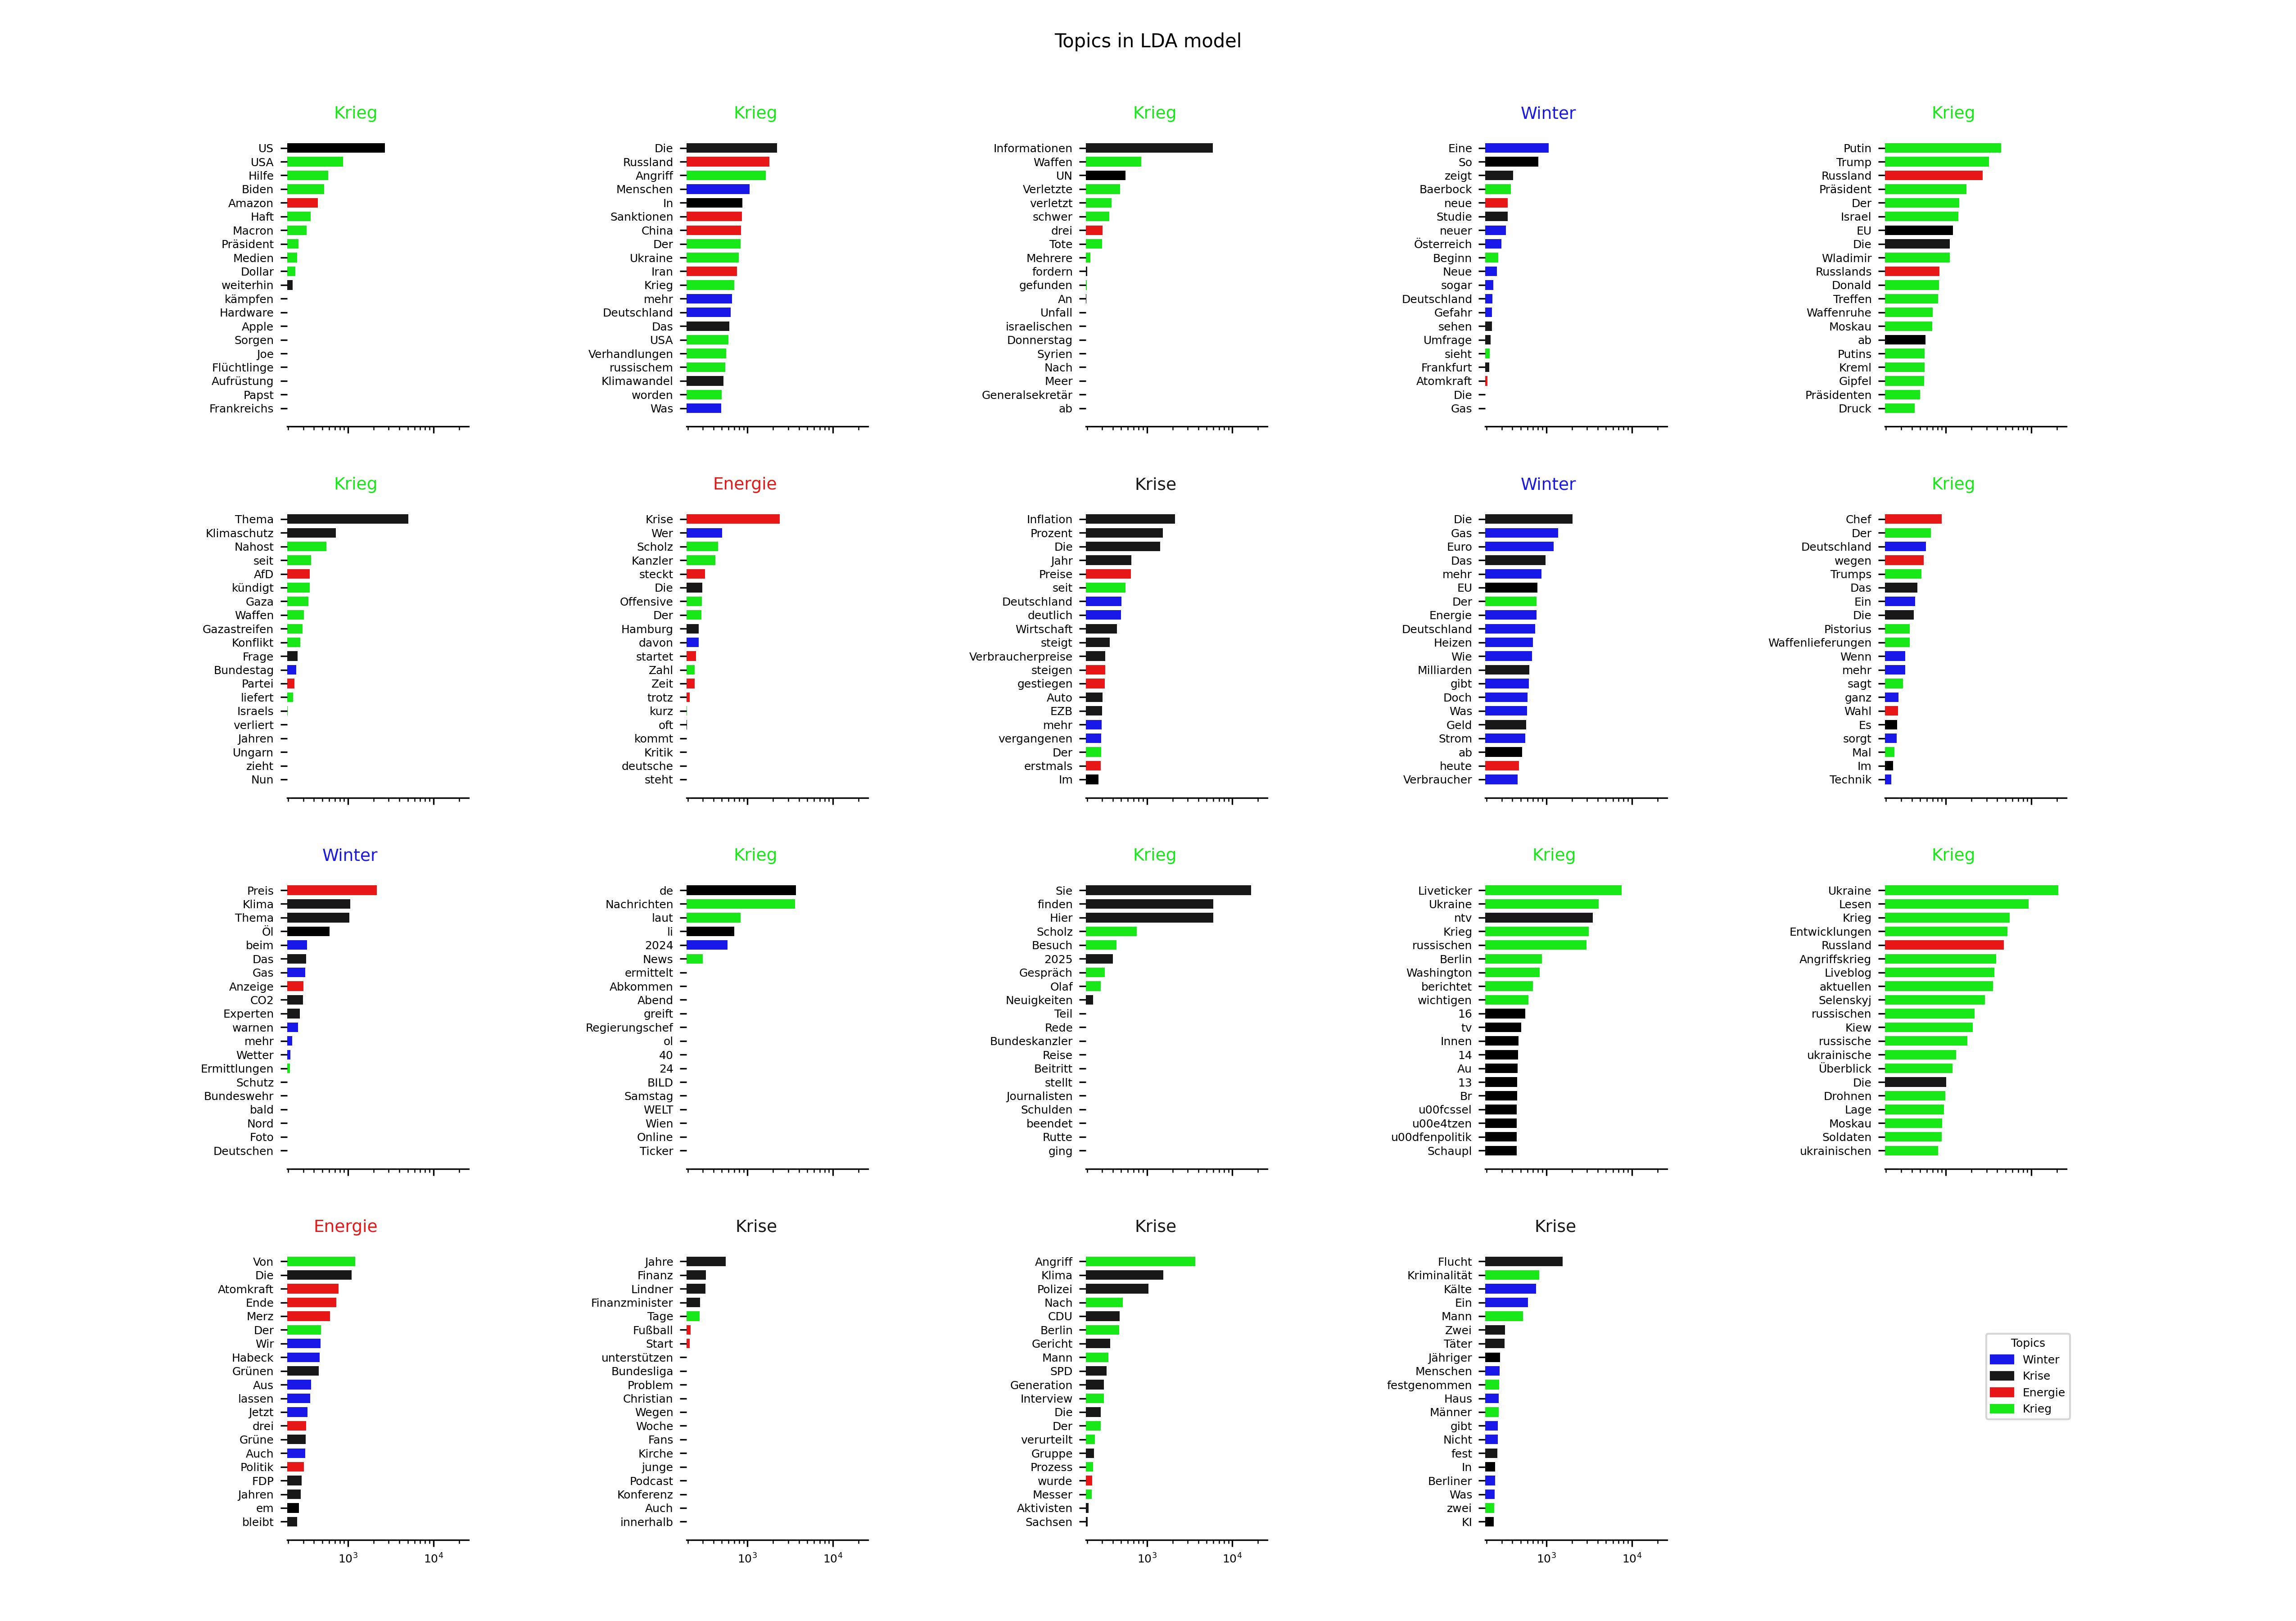 Topics in LDA model
Krieg
US
USA
Hilfe
Biden
Amazon
Haft
Macron
Präsident
Medien
Dollar
weiterhin
kämpfen
Hardware
Apple
Sorgen
Joe
Flüchtlinge
Aufrüstung
Papst
Frankreichs
Krieg
Die
Russland
Angriff
Menschen
In
Sanktionen
China
Der
Ukraine
Iran
Krieg
mehr
Deutschland
Das
USA
Verhandlungen
russischem
Klimawandel
worden
Was
Krieg
Informationen
Waffen
UN
Verletzte
verletzt
schwer
drei
Tote
Mehrere
fordern
gefunden
An
Unfall
israelischen
Donnerstag
Syrien
Nach
Meer
Generalsekretär
ab
Winter
Eine
So
zeigt
Baerbock
neue
Studie
neuer
Österreich
Beginn
Neue
sogar
Deutschland
Gefahr
sehen
Umfrage
sieht
Frankfurt
Atomkraft
Die
Gas
Krieg
Putin
Trump
Russland
Präsident
Der
Israel
EU
Die
Wladimir
Russlands
Donald
Treffen
Waffenruhe
Moskau
ab
Putins
Kreml
Gipfel
Präsidenten
Druck
Krieg
Thema
Klimaschutz
Nahost
seit
AfD
kündigt
Gaza
Waffen
Gazastreifen
Konflikt
Frage
Bundestag
Partei
liefert
Israels
verliert
Jahren
Ungarn
zieht
Nun
Energie
Krise
Wer
Scholz
Kanzler
steckt
Die
Offensive
Der
Hamburg
davon
startet
Zahl
Zeit
trotz
kurz
oft
kommt
Kritik
deutsche
steht
Krise
Inflation
Prozent
Die
Jahr
Preise
seit
Deutschland
deutlich
Wirtschaft
steigt
Verbraucherpreise
steigen
gestiegen
Auto
EZB
mehr
vergangenen
Der
erstmals
Im
Winter
Die
Gas
Euro
Das
mehr
EU
Der
Energie
Deutschland
Heizen
Wie
Milliarden
gibt
Doch
Was
Geld
Strom
ab
heute
Verbraucher
Krieg
Chef
Der
Deutschland
wegen
Trumps
Das
Ein
Die
Pistorius
Waffenlieferungen
Wenn
mehr
sagt
ganz
Wahl
Es
sorgt
Mal
Im
Technik
Winter
Preis
Klima
Thema
Öl
beim
Das
Gas
Anzeige
CO2
Experten
warnen
mehr
Wetter
Ermittlungen
Schutz
Bundeswehr
bald
Nord
Foto
Deutschen
Krieg
de
Nachrichten
laut
li
2024
News
ermittelt
Abkommen
Abend
greift
Regierungschef
ol
40
24
BILD
Samstag
WELT
Wien
Online
Ticker
Krieg
Sie
finden
Hier
Scholz
Besuch
2025
Gespräch
Olaf
Neuigkeiten
Teil
Rede
Bundeskanzler
Reise
Beitritt
stellt
Journalisten
Schulden
beendet
Rutte
ging
Krieg
Liveticker
Ukraine
ntv
Krieg
russischen
Berlin
Washington
berichtet
wichtigen
16
tv
Innen
14
Au
13
Br
u00fcssel
u00e4tzen
u00dfenpolitik
Schaupl
Krieg
Ukraine
Lesen
Krieg
Entwicklungen
Russland
Angriffskrieg
Liveblog
aktuellen
Selenskyj
russischen
Kiew
russische
ukrainische
Überblick
Die
Drohnen
Lage
Moskau
Soldaten
ukrainischen
Energie
Von
Die
Atomkraft
Ende
Merz
Der
Wir
Habeck
Grünen
Aus
lassen
Jetzt
drei
Grüne
Auch
Politik
FDP
Jahren
em
bleibt
10³ 10⁴
Krise
Jahre
Finanz
Lindner
Finanzminister
Tage
Fußball
Start
unterstützen
Bundesliga
Problem
Christian
Wegen
Woche
Fans
Kirche
junge
Podcast
Konferenz
Auch
innerhalb
10³ 10⁴
Krise
Angriff
Klima
Polizei
Nach
CDU
Berlin
Gericht
Mann
SPD
Generation
Interview
Die
Der
verurteilt
Gruppe
Prozess
wurde
Messer
Aktivisten
Sachsen
10³ 10⁴
Krise
Flucht
Kriminalität
Kälte
Ein
Mann
Zwei
Täter
Jähriger
Menschen
festgenommen
Haus
Männer
gibt
Nicht
fest
In
Berliner
Was
zwei
KI
10³ 10⁴
Topics
Winter
Krise
Energie
Krieg